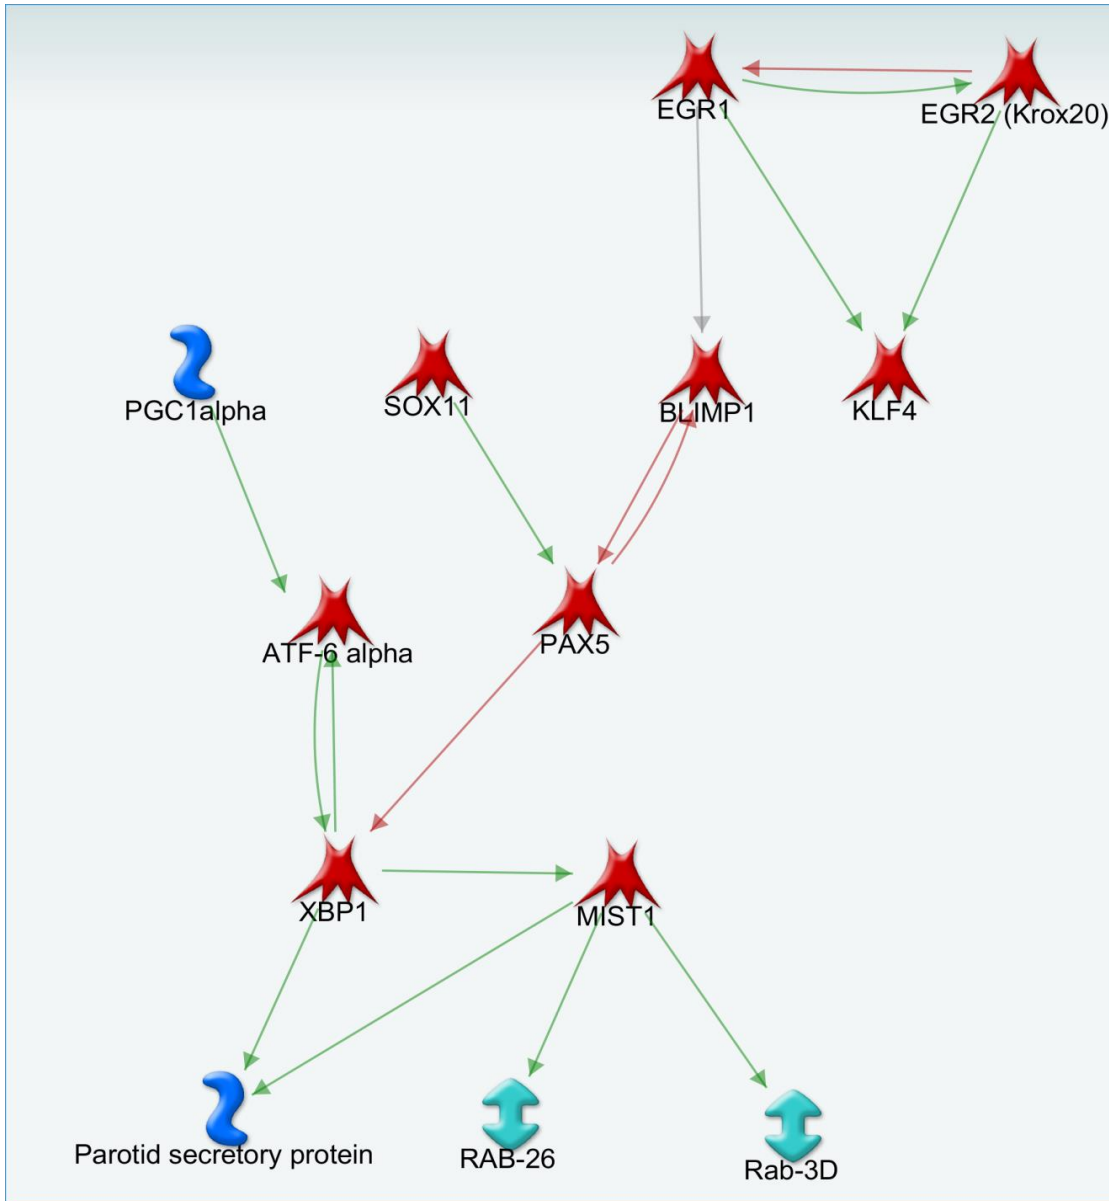 EGR1
EGR2 (Krox20)
PGC1alpha
SOX11
BLIMP1
KLF4
ATF-6 alpha
PAX5
XBP1
MIST1
Parotid secretory protein
RAB-26
Rab-3D